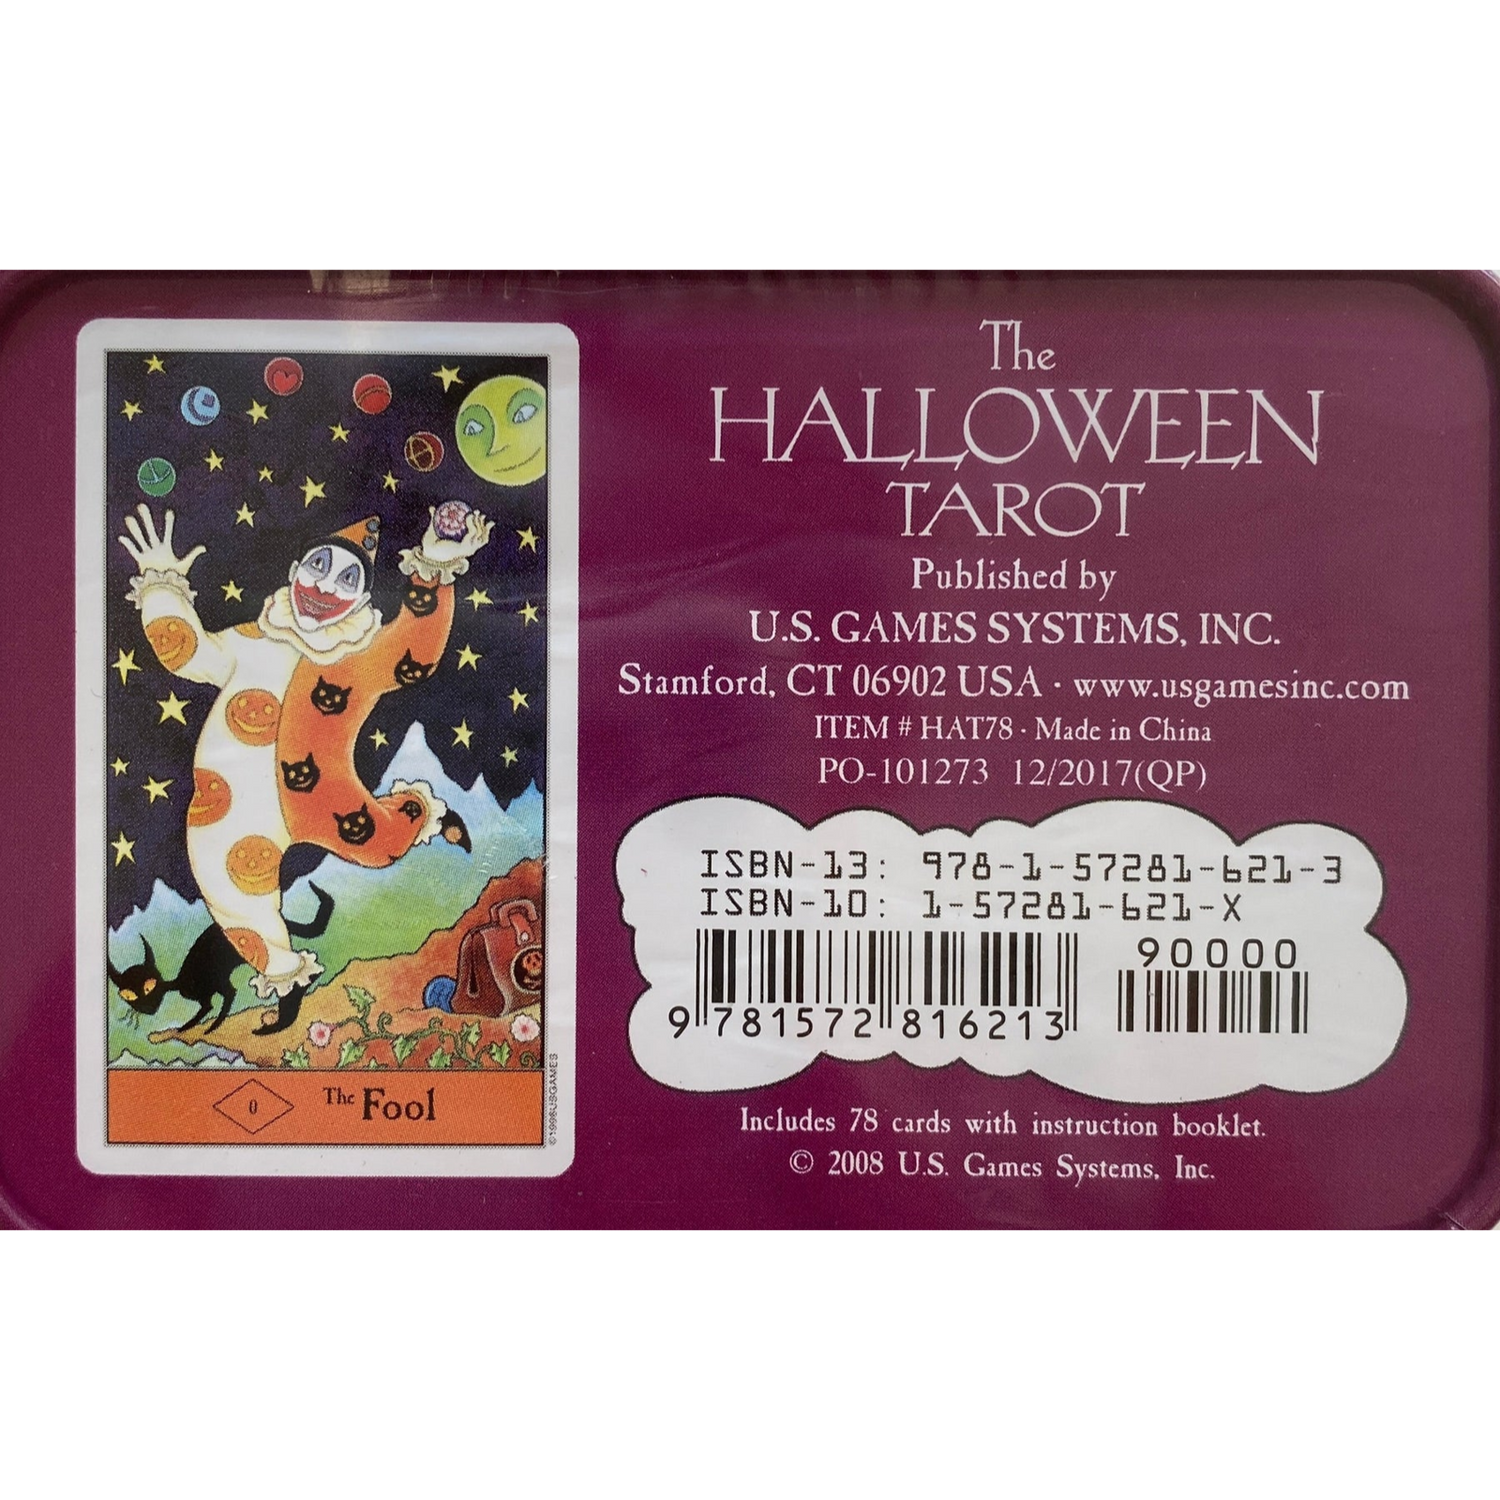 The
HALLOWEEN
TAROT
Published by
U.S. GAMES SYSTEMS, INC.
Stamford, CT 06902 USA · www.usgamesinc.com
ITEM # HAT78 · Made in China
PO-101273 12/2017(QP)
ISBN-13: 978-1-57281-621-3
ISBN-10: 1-57281-621-X
90000
9 781572 816213
Includes 78 cards with instruction booklet.
© 2008 U.S. Games Systems, Inc.
0 The Fool
©1996USGAMES